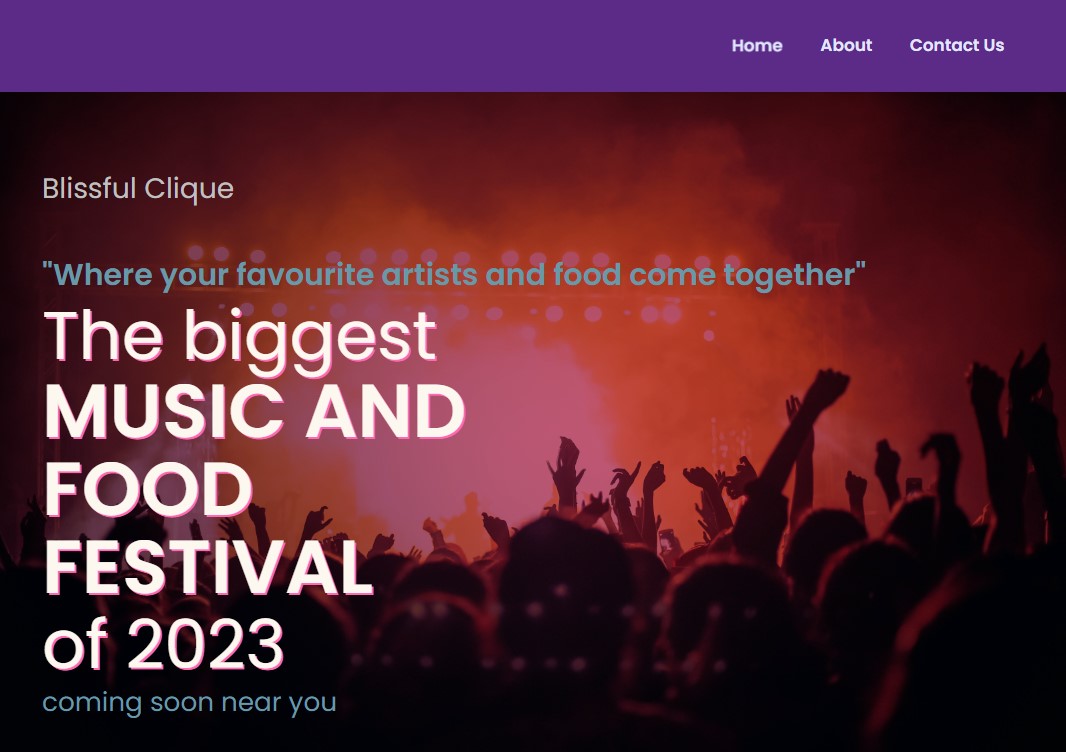 Home About Contact Us
Blissful Clique
"Where your favourite artists and food come together"
The biggest
MUSIC AND
FOOD
FESTIVAL
of 2023
coming soon near you